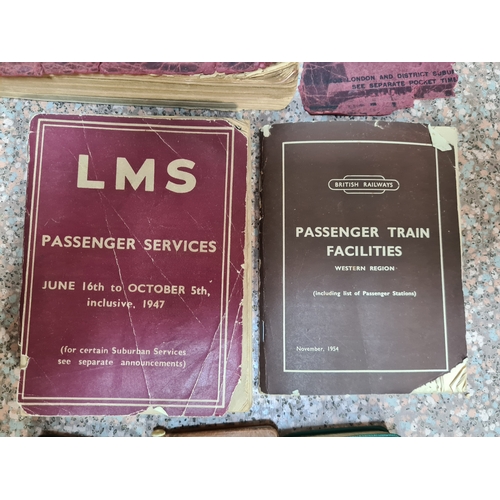 LONDON AND DISTRICT
SEE SEPARATE POCKET
LMS
PASSENGER SERVICES
JUNE 16th to OCTOBER 5th,
inclusive, 1947
(for certain Suburban Services
see separate announcements)
BRITISH RAILWAYS
PASSENGER TRAIN
FACILITIES
WESTERN REGION
(including list of Passenger Stations)
November, 1954